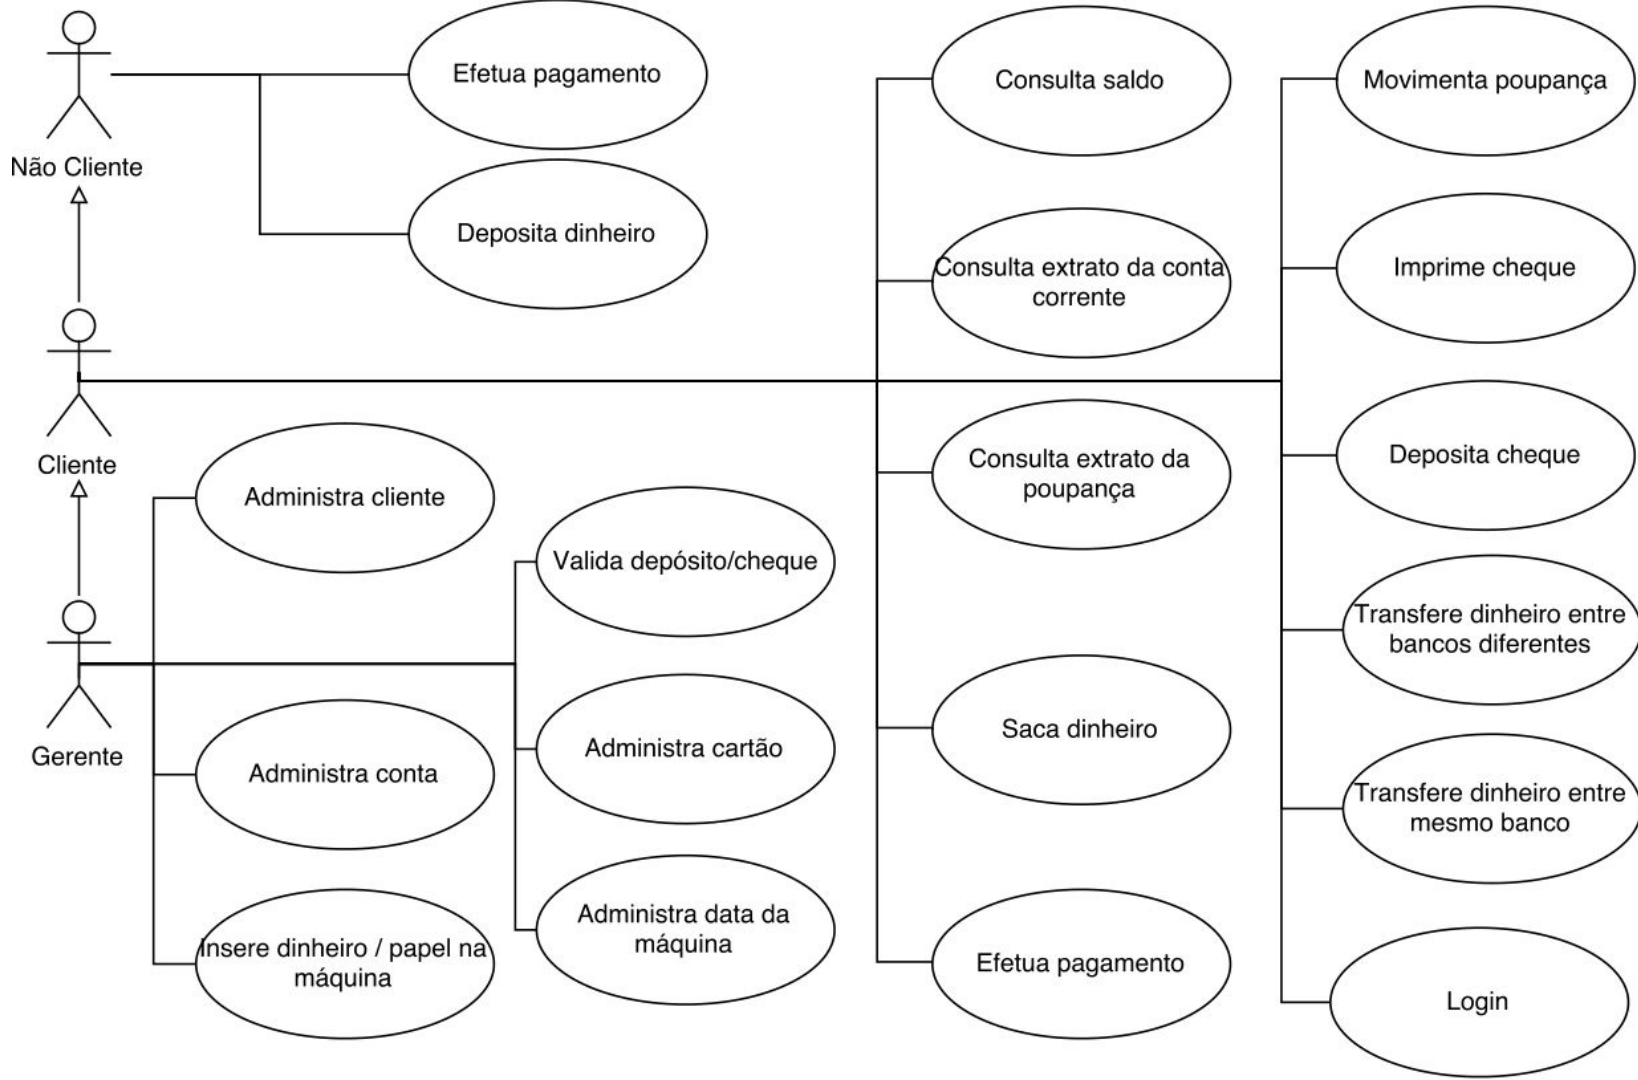 Não Cliente
Efetua pagamento
Deposita dinheiro
Cliente
Administra cliente
Valida depósito/cheque
Gerente
Administra conta
Administra cartão
Insere dinheiro / papel na
máquina
Administra data da
máquina
Consulta saldo
Consulta extrato da conta
corrente
Consulta extrato da
poupança
Saca dinheiro
Efetua pagamento
Movimenta poupança
Imprime cheque
Deposita cheque
Transfere dinheiro entre
bancos diferentes
Transfere dinheiro entre
mesmo banco
Login